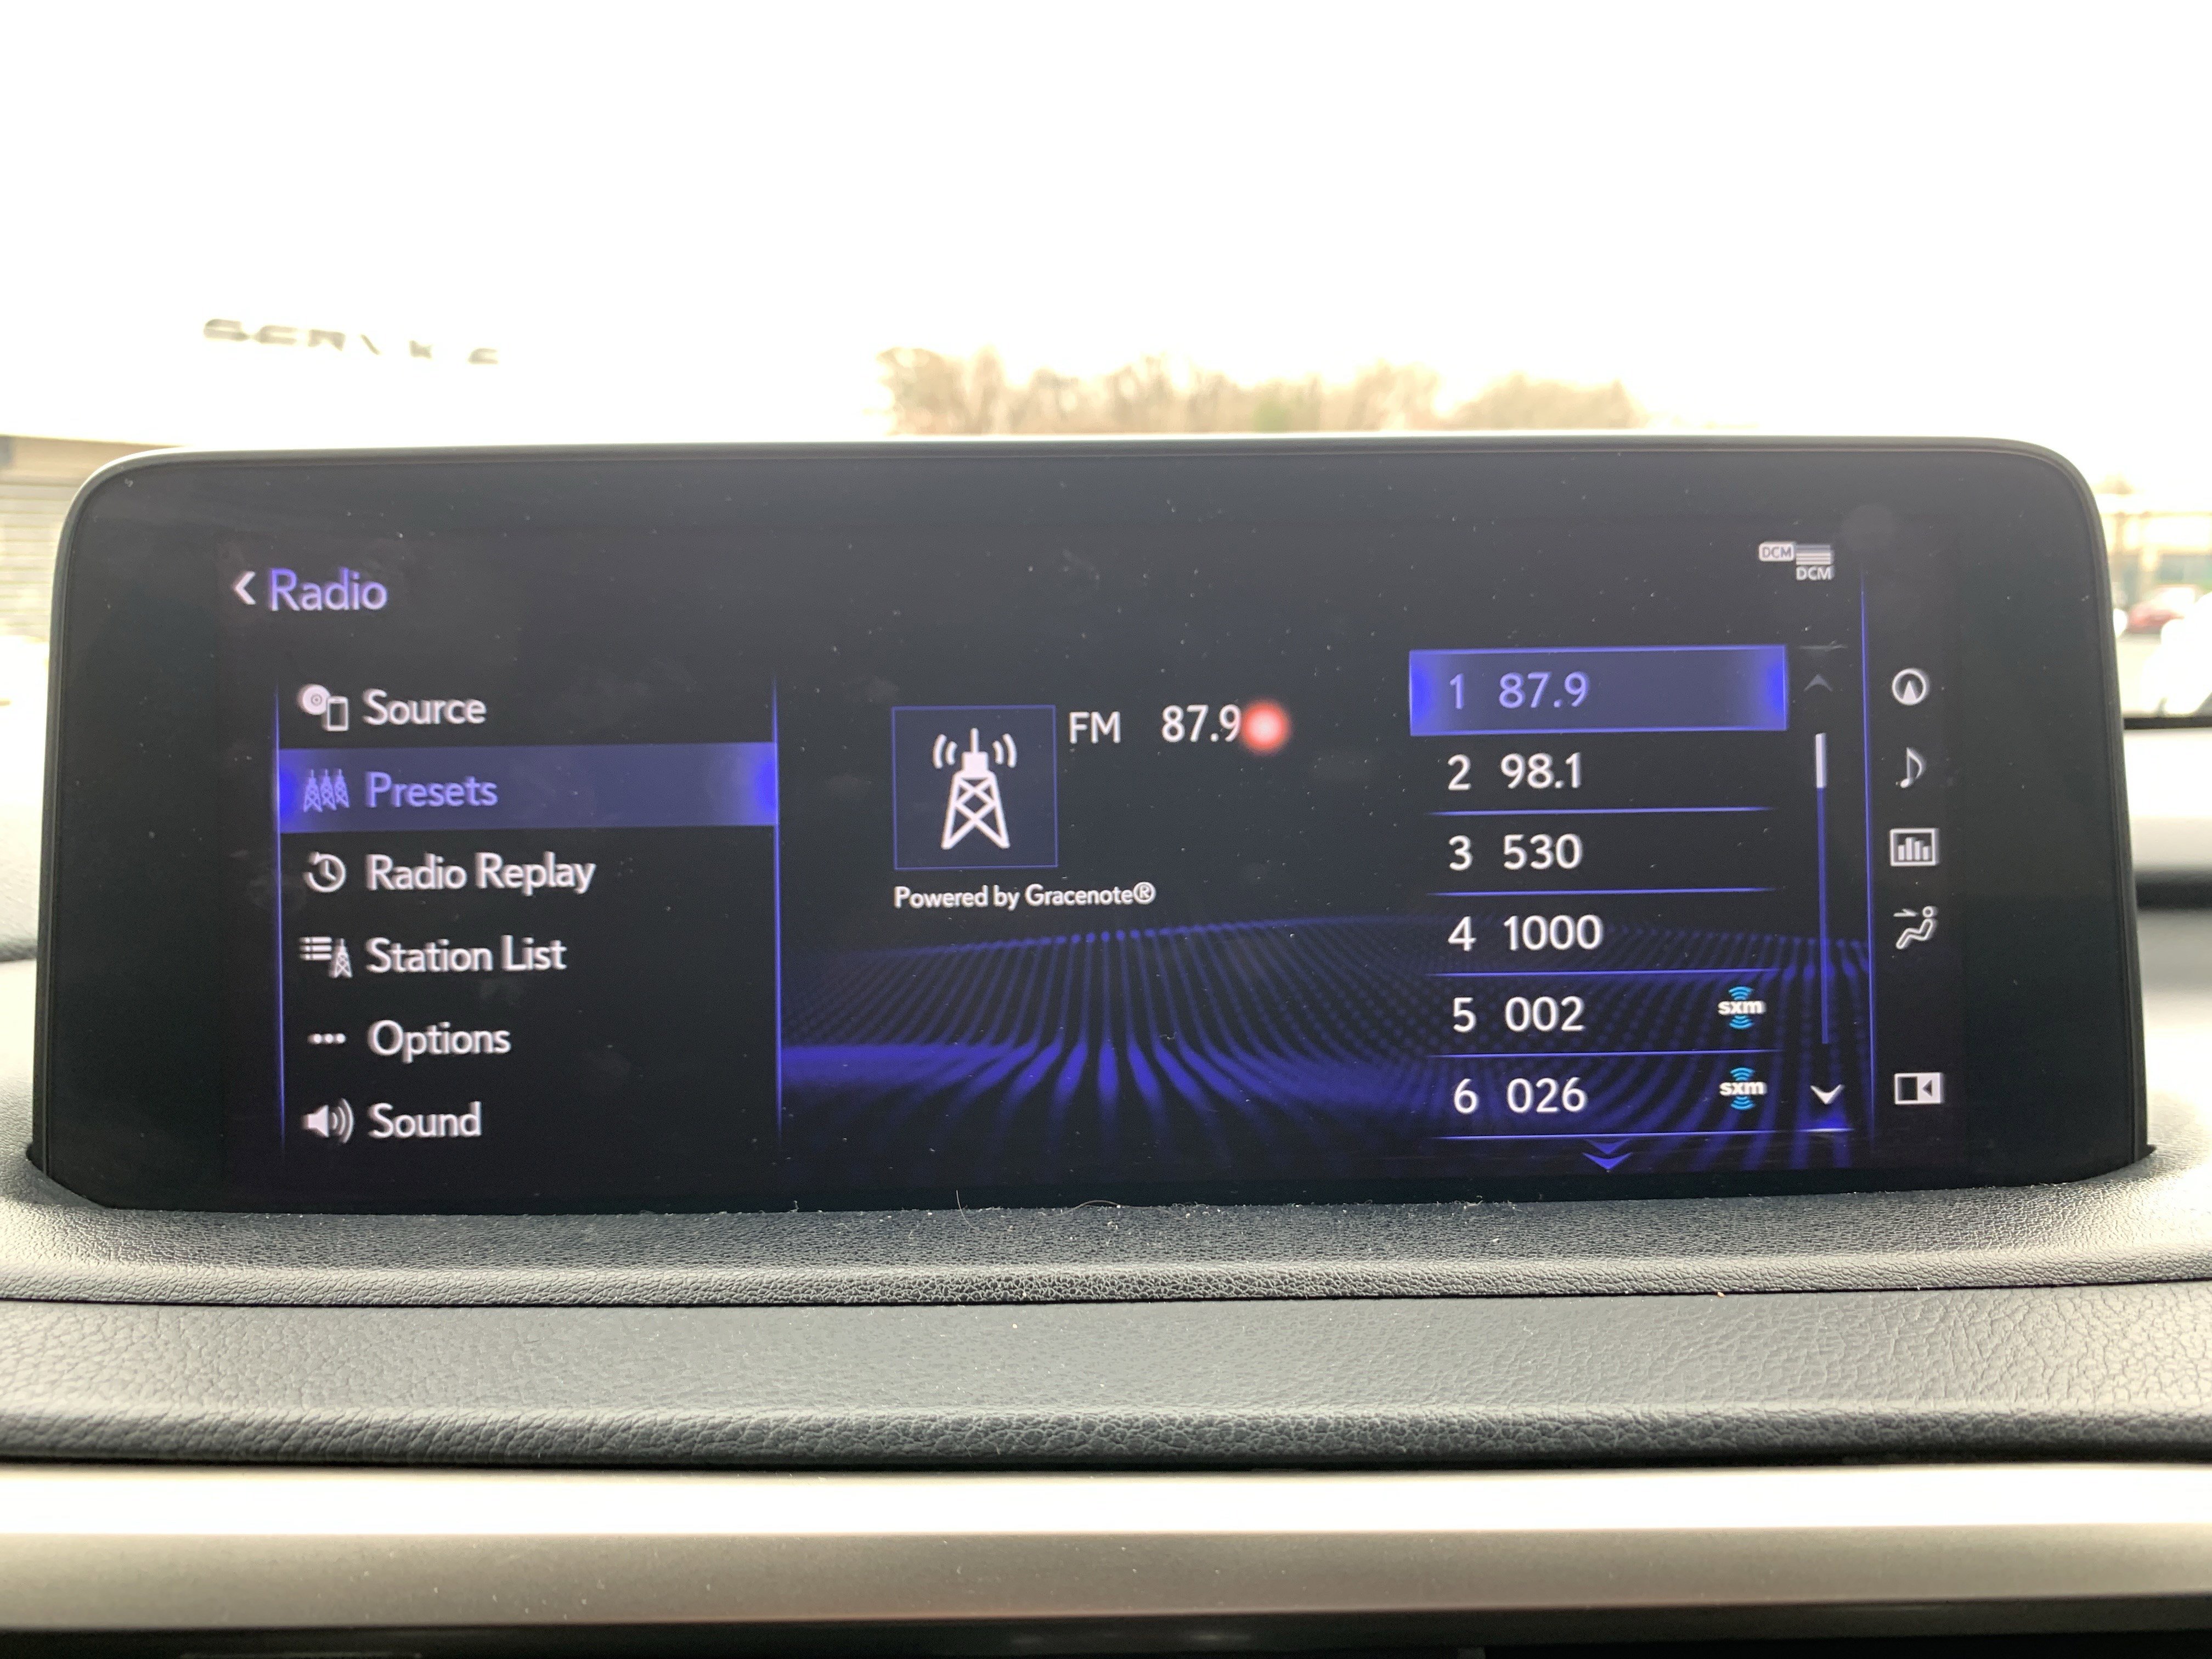 Radio
DCM
DCM
Source
Presets
Radio Replay
Station List
Options
Sound
FM 87.9
Powered by Gracenote®
1 87.9
2 98.1
3 530
4 1000
5 002 sxm
6 026 sxm